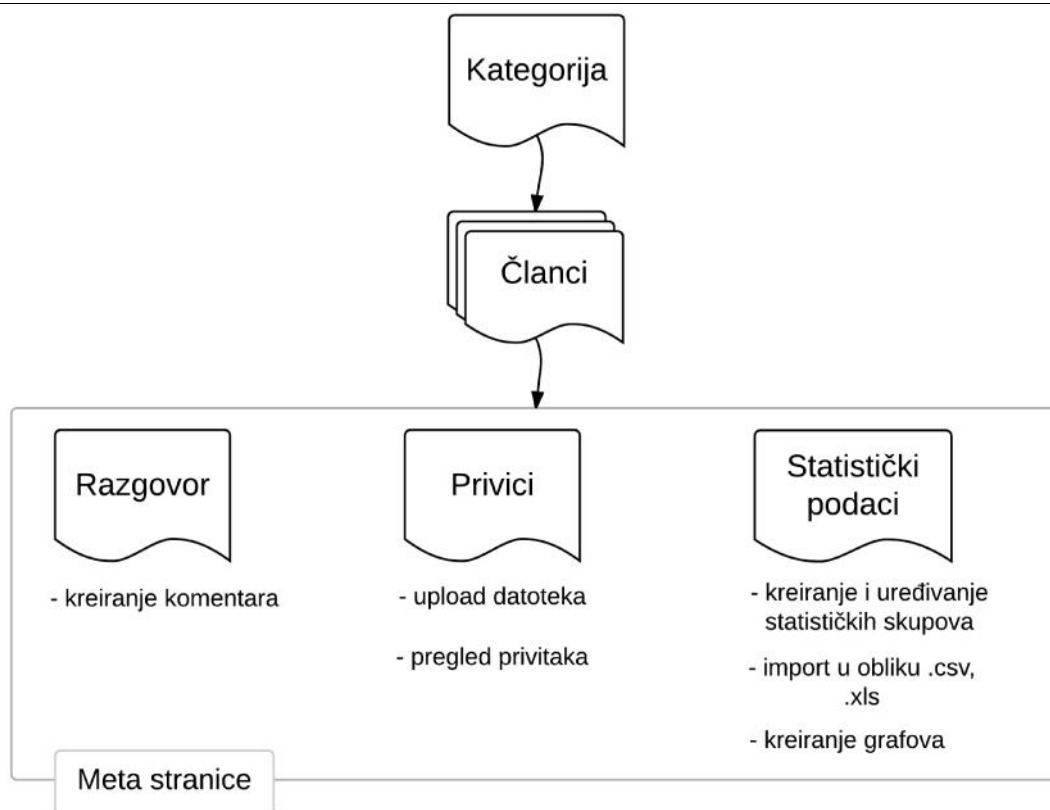 Kategorija
Članci
Razgovor
- kreiranje komentara
Privici
- upload datoteka
- pregled privitaka
Statistički
podaci
- kreiranje i uređivanje
statističkih skupova
- import u obliku .csv,
.xls
- kreiranje grafova
Meta stranice